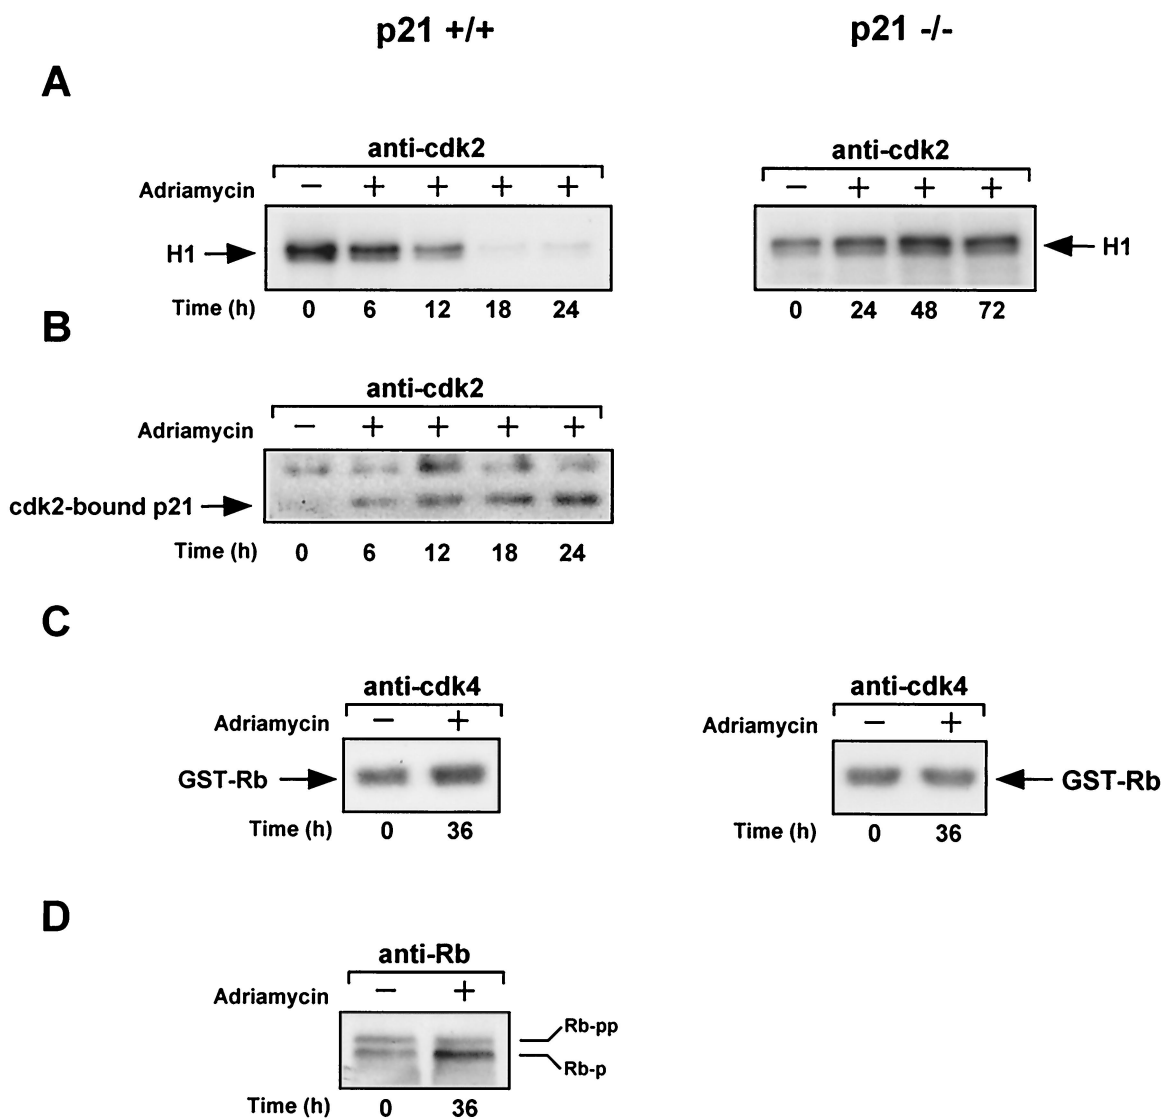 p21 +/+ p21 -/-
A
anti-cdk2 anti-cdk2
Adriamycin − + + + + − + + +
H1 H1
Time (h) 0 6 12 18 24 0 24 48 72
B
anti-cdk2
Adriamycin − + + + +
cdk2-bound p21
Time (h) 0 6 12 18 24
C
anti-cdk4 anti-cdk4
Adriamycin − + Adriamycin − +
GST-Rb GST-Rb
Time (h) 0 36 Time (h) 0 36
D
anti-Rb
Adriamycin − +
Rb-pp
Rb-p
Time (h) 0 36